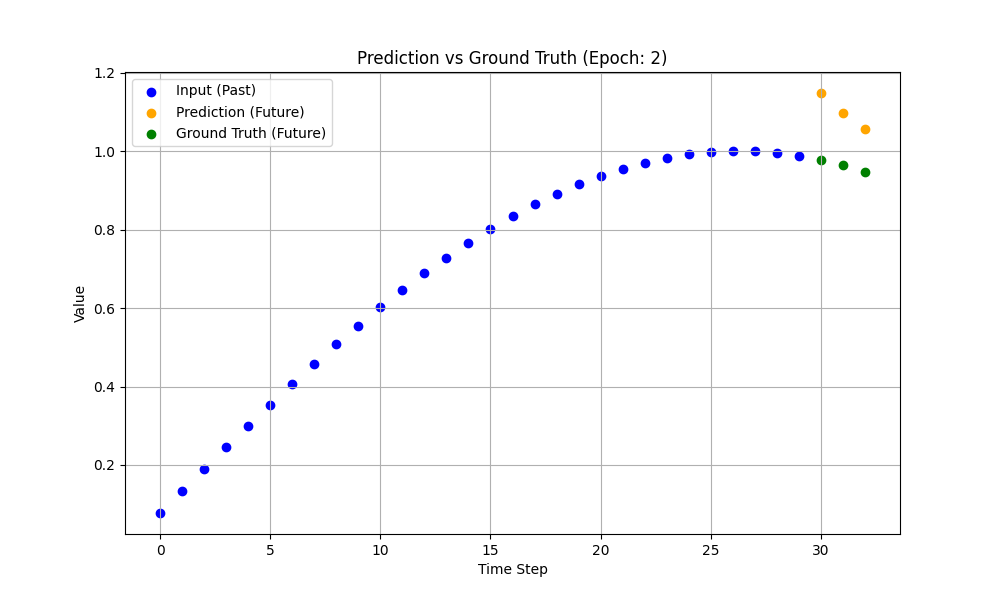 Prediction vs Ground Truth (Epoch: 2)
Input (Past)
Prediction (Future)
Ground Truth (Future)
1.2
1.0
0.8
0.6
0.4
0.2
Value
0 5 10 15 20 25 30
Time Step